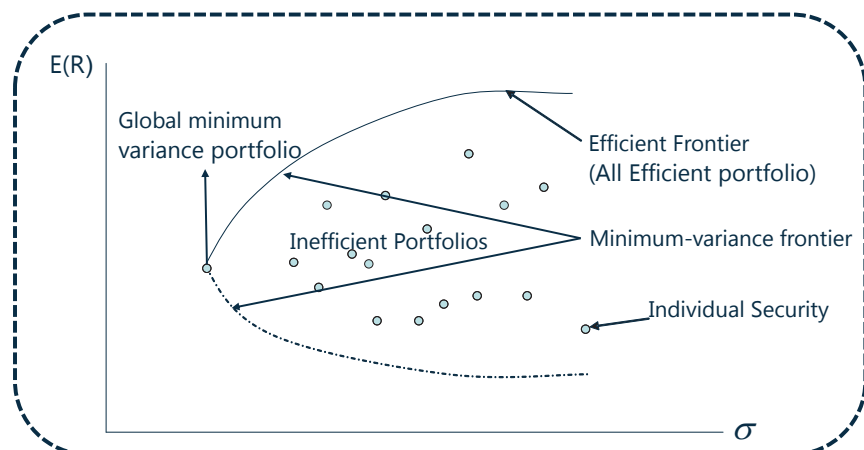 E(R)
Global minimum
variance portfolio
Efficient Frontier
(All Efficient portfolio)
Inefficient Portfolios
Minimum-variance frontier
Individual Security
σ